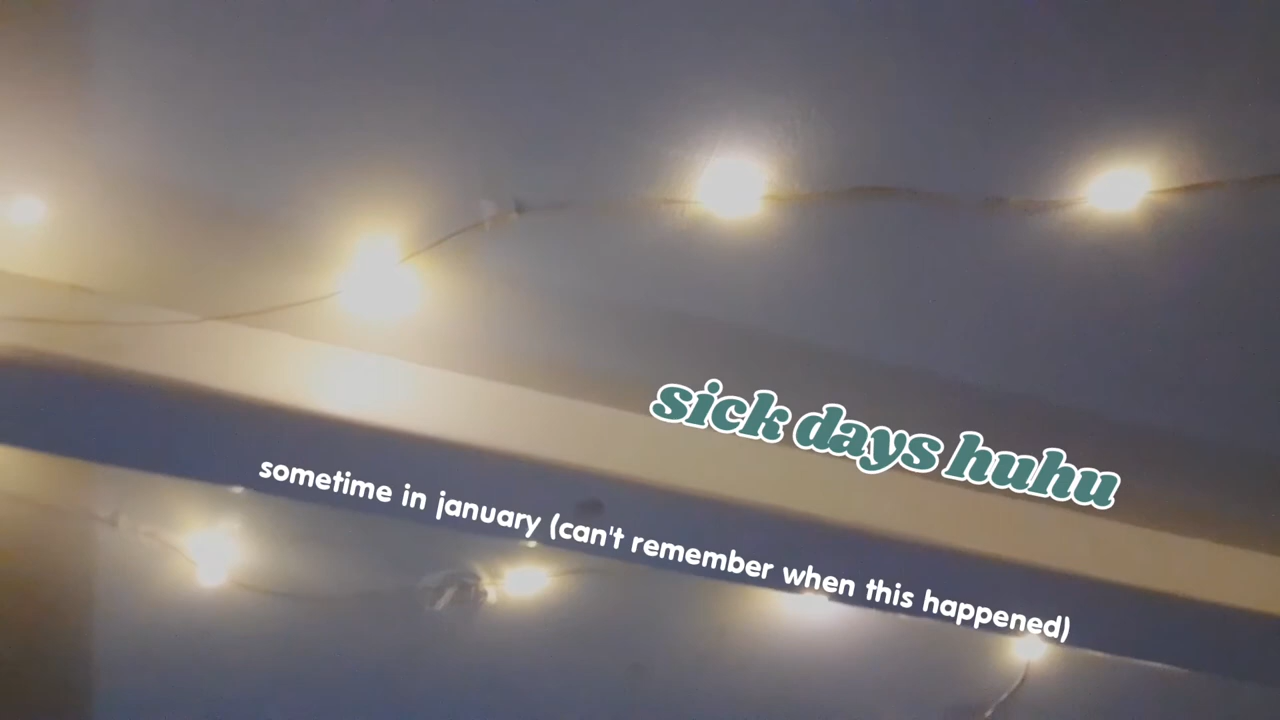 sick days huhu
sometime in january (can't remember when this happened)